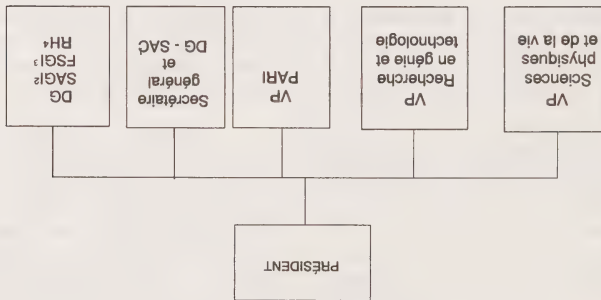 PRÉSIDENT
VP
Sciences
physiques
et de la vie
VP
Recherche
en génie et
technologie
VP
PARI
Secrétaire
général
et
DG - SAC¹
DG
SAGI²
FSGI³
RH⁴